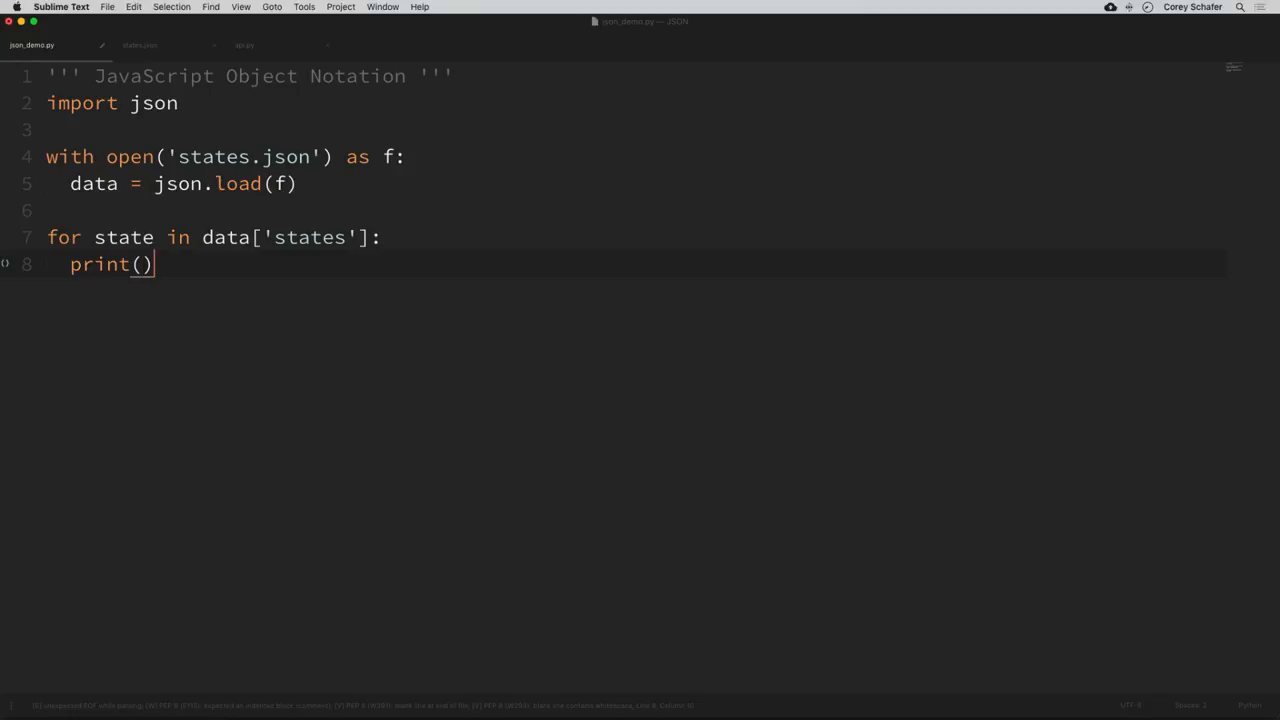 Sublime Text File Edit Selection Find View Goto Tools Project Window Help Corey Schafer
json_demo.py — JSON
json_demo.py states.json api.py
1 ''' JavaScript Object Notation '''
2 import json
3
4 with open('states.json') as f:
5 data = json.load(f)
6
7 for state in data['states']:
() 8 print()
UTF-8 Spaces: 2 Python